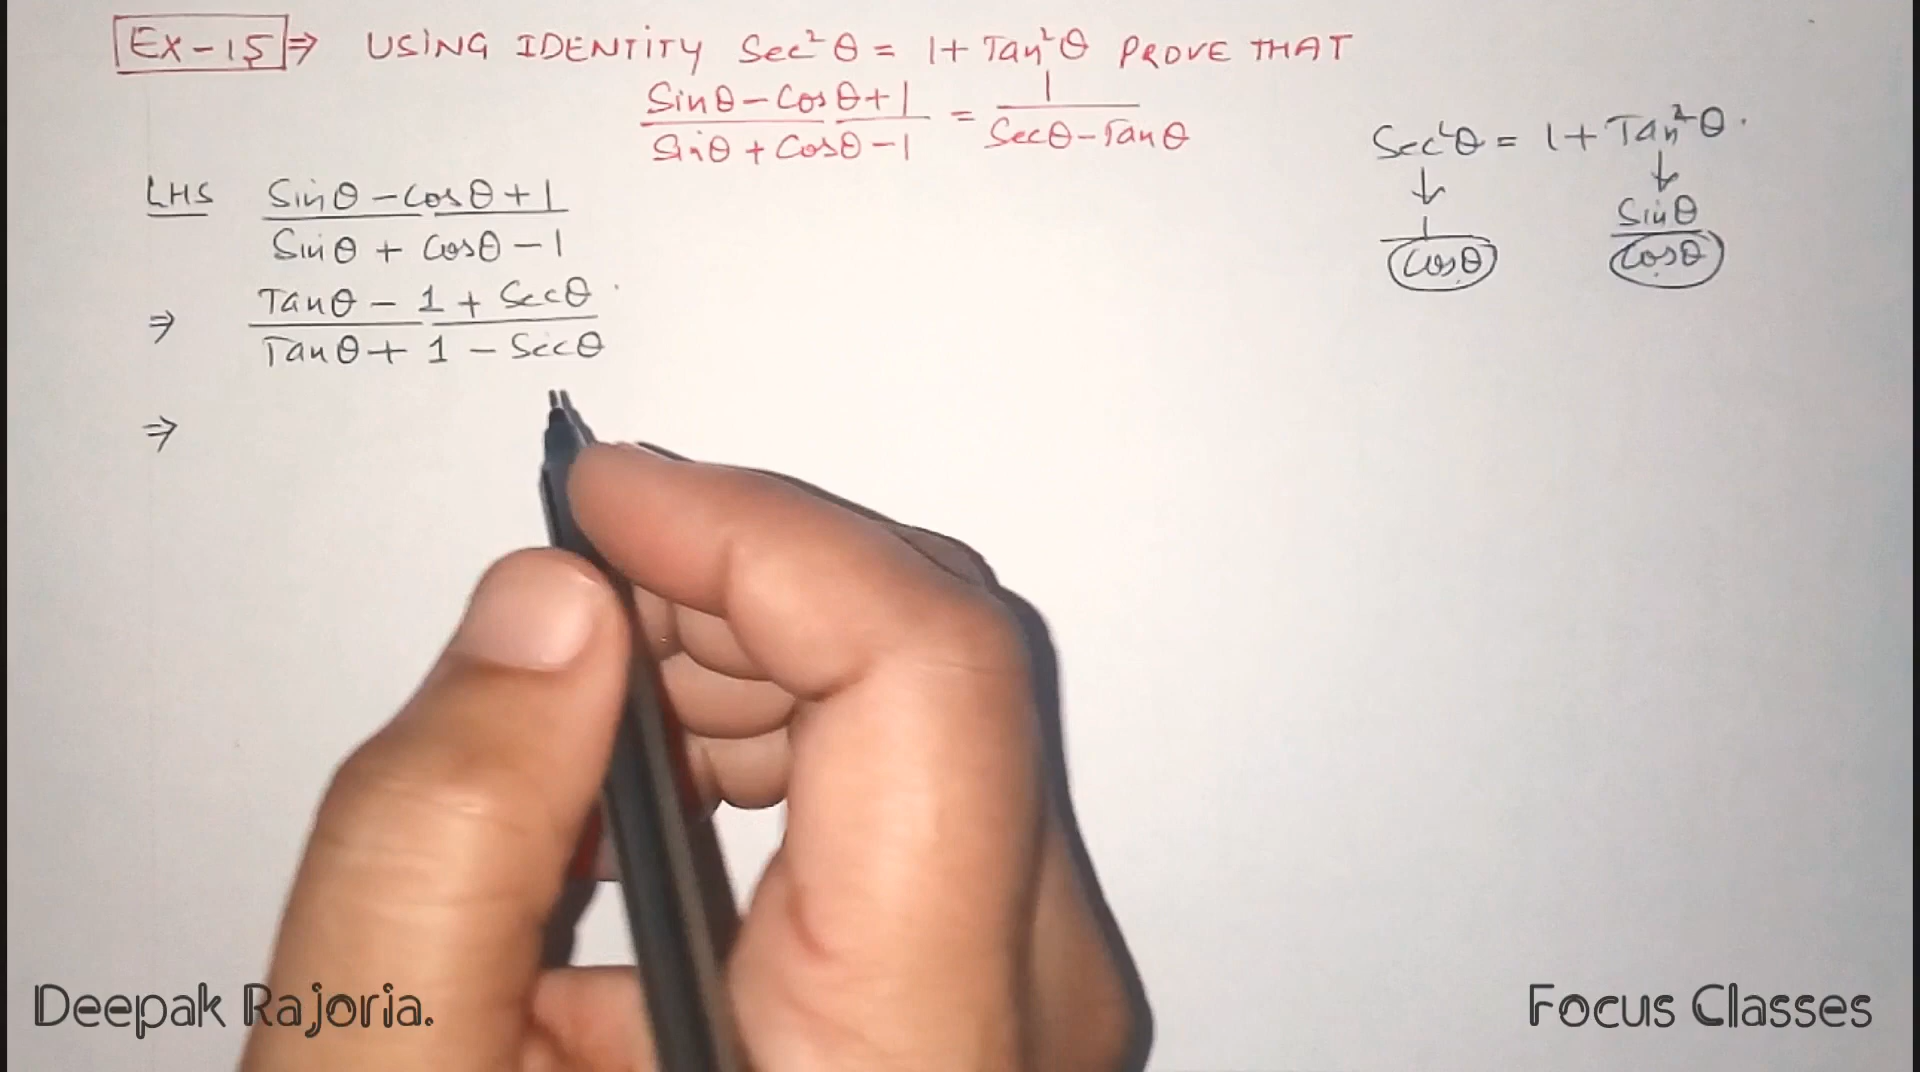 Ex-15 ⇒ USING IDENTITY Sec²θ = 1 + Tan²θ PROVE THAT
Sinθ - Cosθ + 1 / Sinθ + Cosθ - 1 = 1 / Secθ - Tanθ
Sec²θ = 1 + Tan²θ.
↓ ↓
1 / Cosθ Sinθ / Cosθ
LHS Sinθ - Cosθ + 1 / Sinθ + Cosθ - 1
⇒ Tanθ - 1 + Secθ / Tanθ + 1 - Secθ
⇒
Deepak Rajoria.
Focus Classes